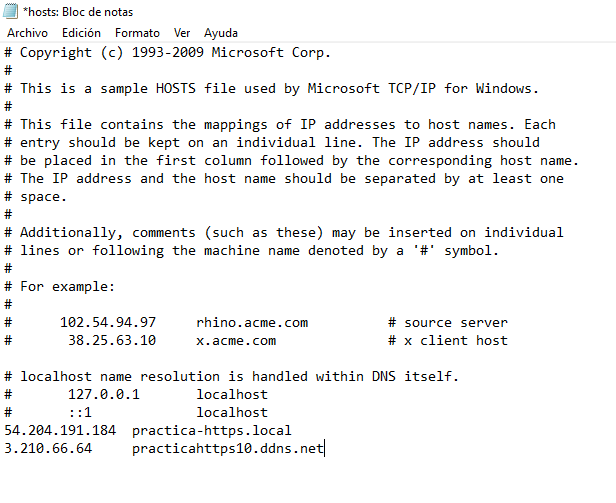 *hosts: Bloc de notas
Archivo Edición Formato Ver Ayuda
# Copyright (c) 1993-2009 Microsoft Corp.
#
# This is a sample HOSTS file used by Microsoft TCP/IP for Windows.
#
# This file contains the mappings of IP addresses to host names. Each
# entry should be kept on an individual line. The IP address should
# be placed in the first column followed by the corresponding host name.
# The IP address and the host name should be separated by at least one
# space.
#
# Additionally, comments (such as these) may be inserted on individual
# lines or following the machine name denoted by a '#' symbol.
#
# For example:
#
#      102.54.94.97     rhino.acme.com          # source server
#       38.25.63.10     x.acme.com              # x client host

# localhost name resolution is handled within DNS itself.
#       127.0.0.1       localhost
#       ::1             localhost
54.204.191.184  practica-https.local
3.210.66.64     practicahttps10.ddns.net